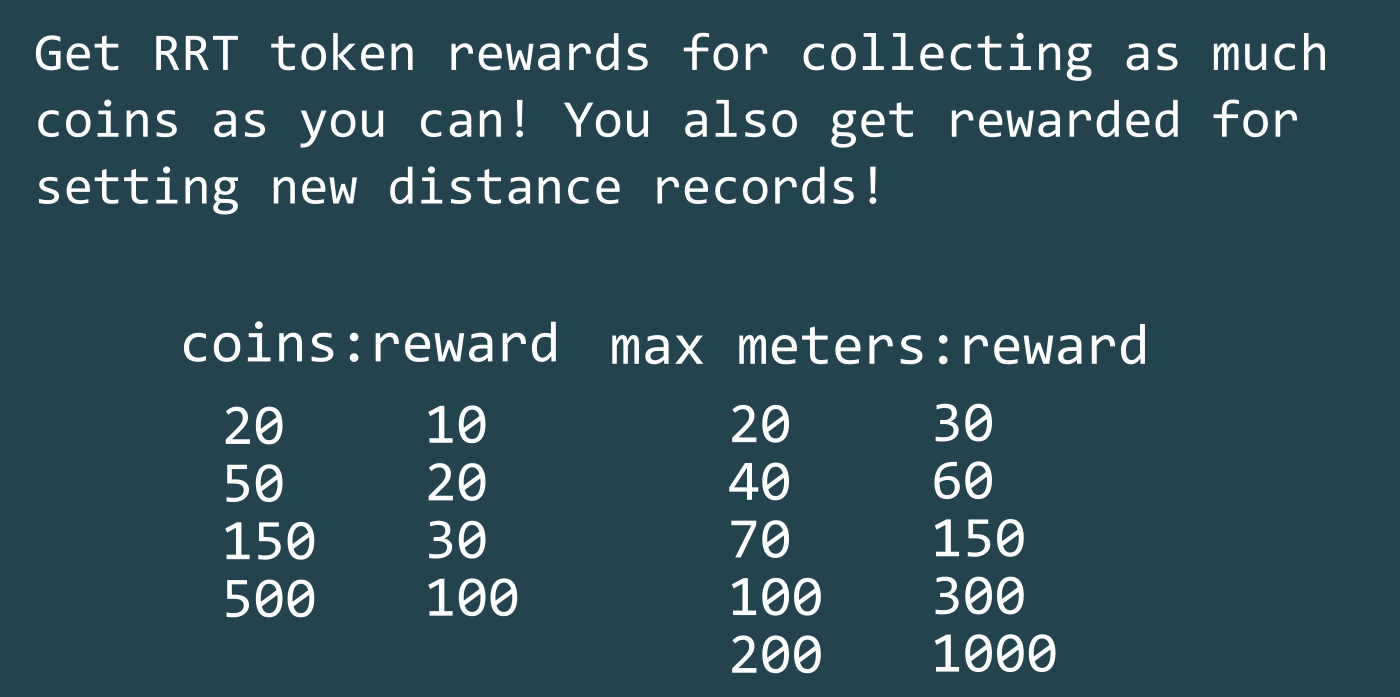 Get RRT token rewards for collecting as much
coins as you can! You also get rewarded for
setting new distance records!
coins:reward max meters:reward
20 10 20 30
50 20 40 60
150 30 70 150
500 100 100 300
200 1000